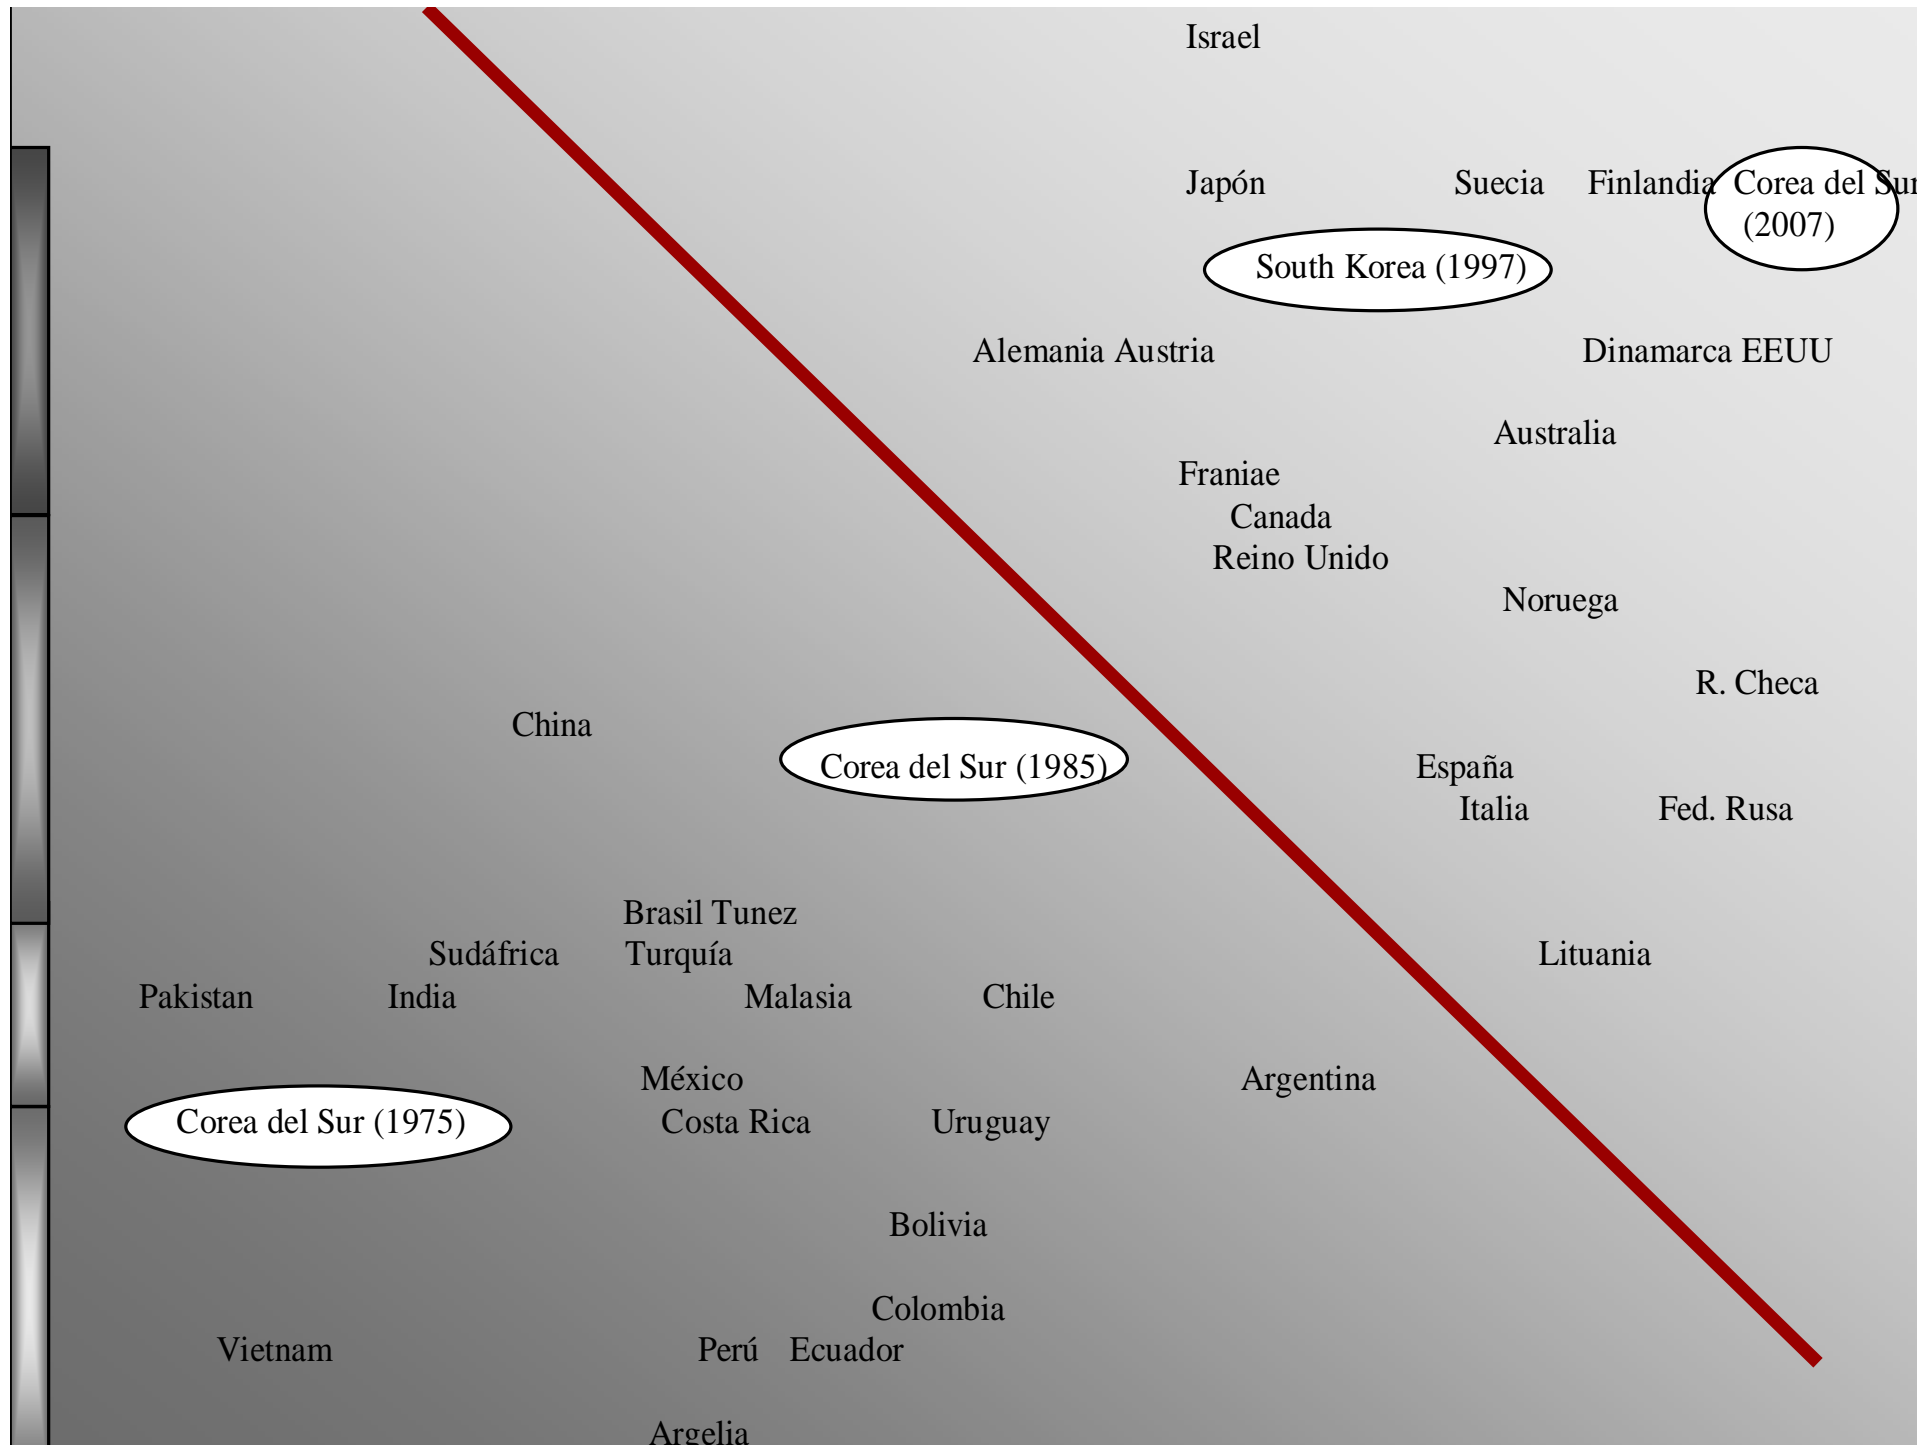 Israel
Japón Suecia Finlandia Corea del Sur
(2007)
South Korea (1997)
Alemania Austria Dinamarca EEUU
Australia
Franiae
Canada
Reino Unido
Noruega
R. Checa
China
Corea del Sur (1985) España
Italia Fed. Rusa
Brasil Tunez
Sudáfrica Turquía Lituania
Pakistan India Malasia Chile
México Argentina
Corea del Sur (1975) Costa Rica Uruguay
Bolivia
Colombia
Vietnam Perú Ecuador
Argelia